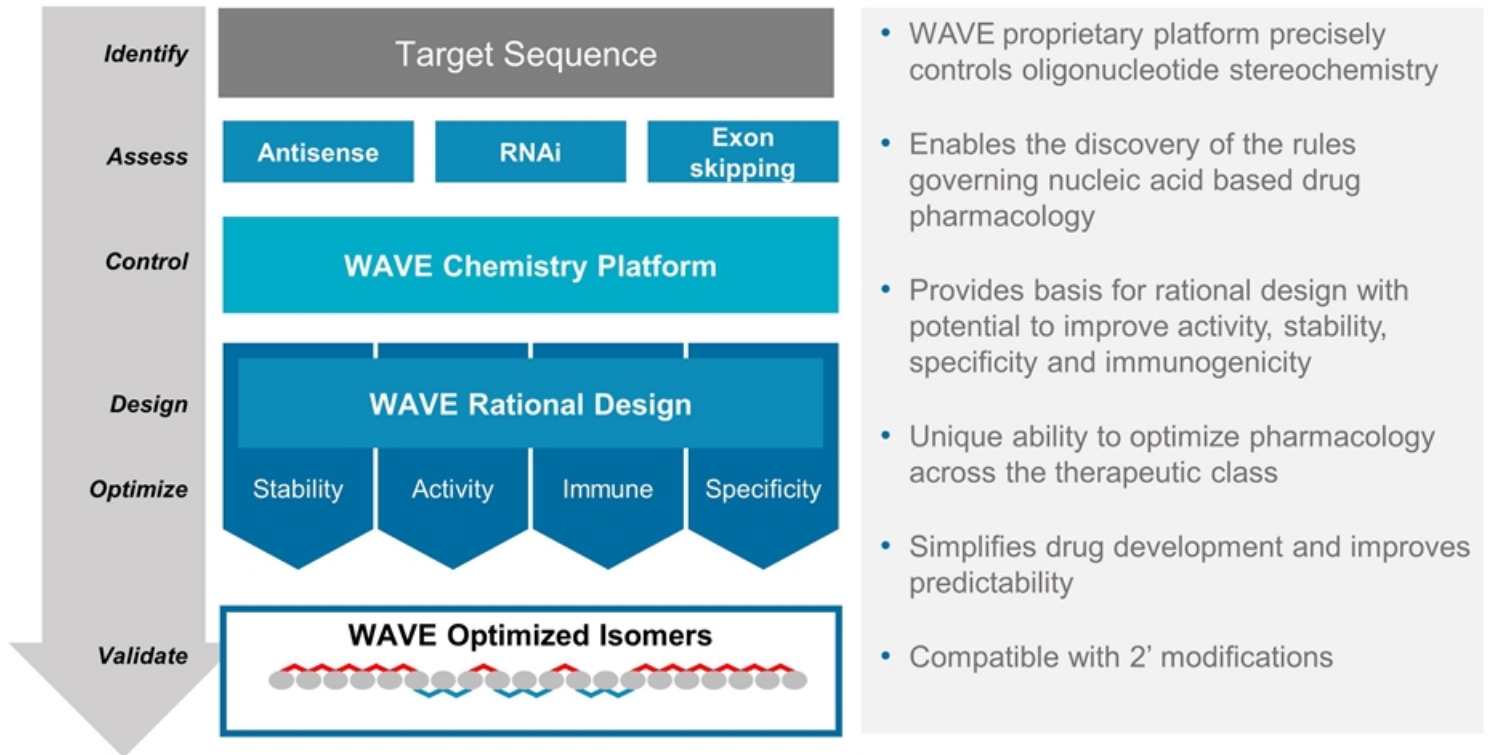 Identify
Target Sequence
Assess
Antisense
RNAi
Exon
skipping
Control
WAVE Chemistry Platform
Design
WAVE Rational Design
Optimize
Stability
Activity
Immune
Specificity
Validate
WAVE Optimized Isomers
• WAVE proprietary platform precisely
controls oligonucleotide stereochemistry
• Enables the discovery of the rules
governing nucleic acid based drug
pharmacology
• Provides basis for rational design with
potential to improve activity, stability,
specificity and immunogenicity
• Unique ability to optimize pharmacology
across the therapeutic class
• Simplifies drug development and improves
predictability
• Compatible with 2’ modifications